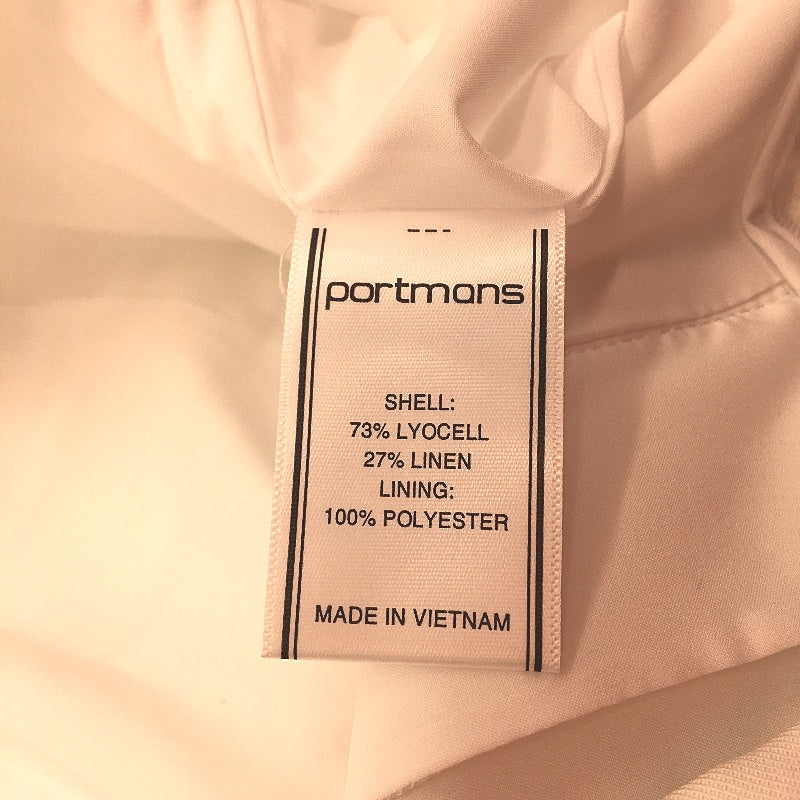 portmans
SHELL:
73% LYOCELL
27% LINEN
LINING:
100% POLYESTER
MADE IN VIETNAM